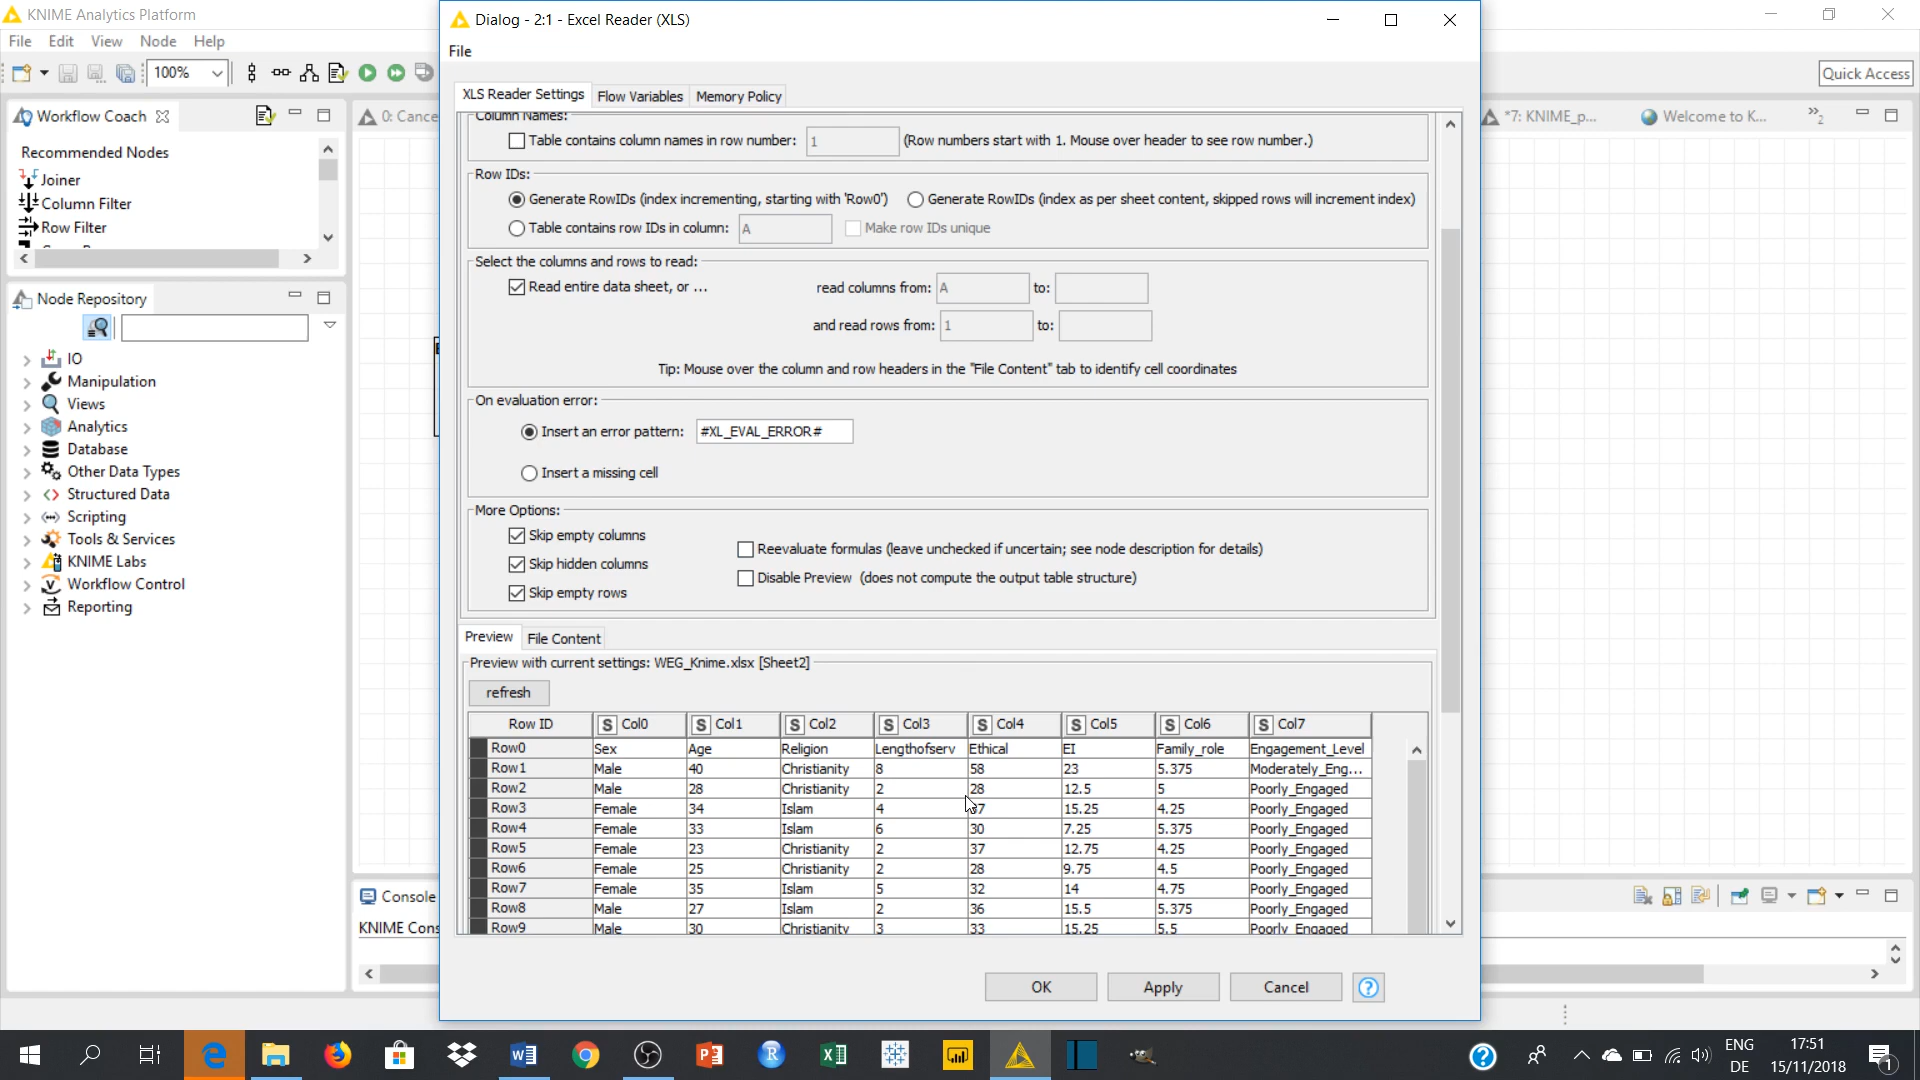 KNIME Analytics Platform
File Edit View Node Help
100%
Quick Access
Workflow Coach
Recommended Nodes
Joiner
Column Filter
Row Filter
Node Repository
IO
Manipulation
Views
Analytics
Database
Other Data Types
Structured Data
Scripting
Tools & Services
KNIME Labs
Workflow Control
Reporting
0: Cance
*7: KNIME_p...
Welcome to K...
2
Console
KNIME Cons
Dialog - 2:1 - Excel Reader (XLS)
File
XLS Reader Settings Flow Variables Memory Policy
Column Names:
Table contains column names in row number: 1 (Row numbers start with 1. Mouse over header to see row number.)
Row IDs:
Generate RowIDs (index incrementing, starting with 'Row0') Generate RowIDs (index as per sheet content, skipped rows will increment index)
Table contains row IDs in column: A Make row IDs unique
Select the columns and rows to read:
Read entire data sheet, or ... read columns from: A to:
and read rows from: 1 to:
Tip: Mouse over the column and row headers in the "File Content" tab to identify cell coordinates
On evaluation error:
Insert an error pattern: #XL_EVAL_ERROR#
Insert a missing cell
More Options:
Skip empty columns
Reevaluate formulas (leave unchecked if uncertain; see node description for details)
Skip hidden columns
Disable Preview (does not compute the output table structure)
Skip empty rows
Preview File Content
Preview with current settings: WEG_Knime.xlsx [Sheet2]
refresh
Row ID S Col0 S Col1 S Col2 S Col3 S Col4 S Col5 S Col6 S Col7
Row0 Sex Age Religion Lengthofserv Ethical EI Family_role Engagement_Level
Row1 Male 40 Christianity 8 58 23 5.375 Moderately_Eng...
Row2 Male 28 Christianity 2 28 12.5 5 Poorly_Engaged
Row3 Female 34 Islam 4 37 15.25 4.25 Poorly_Engaged
Row4 Female 33 Islam 6 30 7.25 5.375 Poorly_Engaged
Row5 Female 23 Christianity 2 37 12.75 4.25 Poorly_Engaged
Row6 Female 25 Christianity 2 28 9.75 4.5 Poorly_Engaged
Row7 Female 35 Islam 5 32 14 4.75 Poorly_Engaged
Row8 Male 27 Islam 2 36 15.5 5.375 Poorly_Engaged
Row9 Male 30 Christianity 3 33 15.25 5.5 Poorly_Engaged
OK Apply Cancel
ENG
DE
17:51
15/11/2018
1